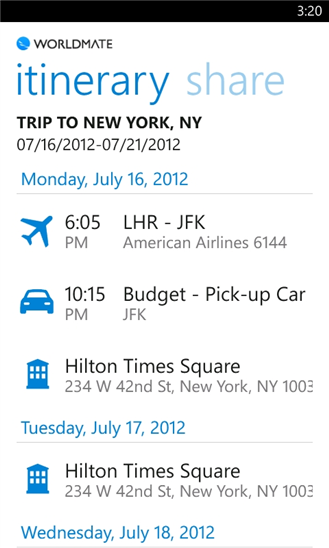 3:20
WORLDMATE
itinerary share
TRIP TO NEW YORK, NY
07/16/2012-07/21/2012
Monday, July 16, 2012
6:05 LHR - JFK
PM American Airlines 6144
10:15 Budget - Pick-up Car
PM JFK
Hilton Times Square
234 W 42nd St, New York, NY 1003
Tuesday, July 17, 2012
Hilton Times Square
234 W 42nd St, New York, NY 1003
Wednesday, July 18, 2012